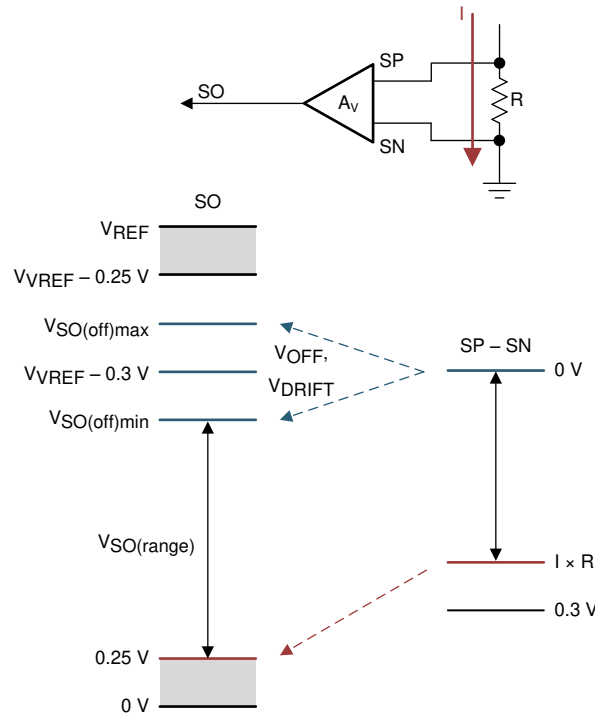 I
SP
SO
AV
R
SN
SO
VREF
VVREF – 0.25 V
VSO(off)max
VOFF,
SP – SN
VVREF – 0.3 V
0 V
VDRIFT
VSO(off)min
VSO(range)
I × R
0.3 V
0.25 V
0 V